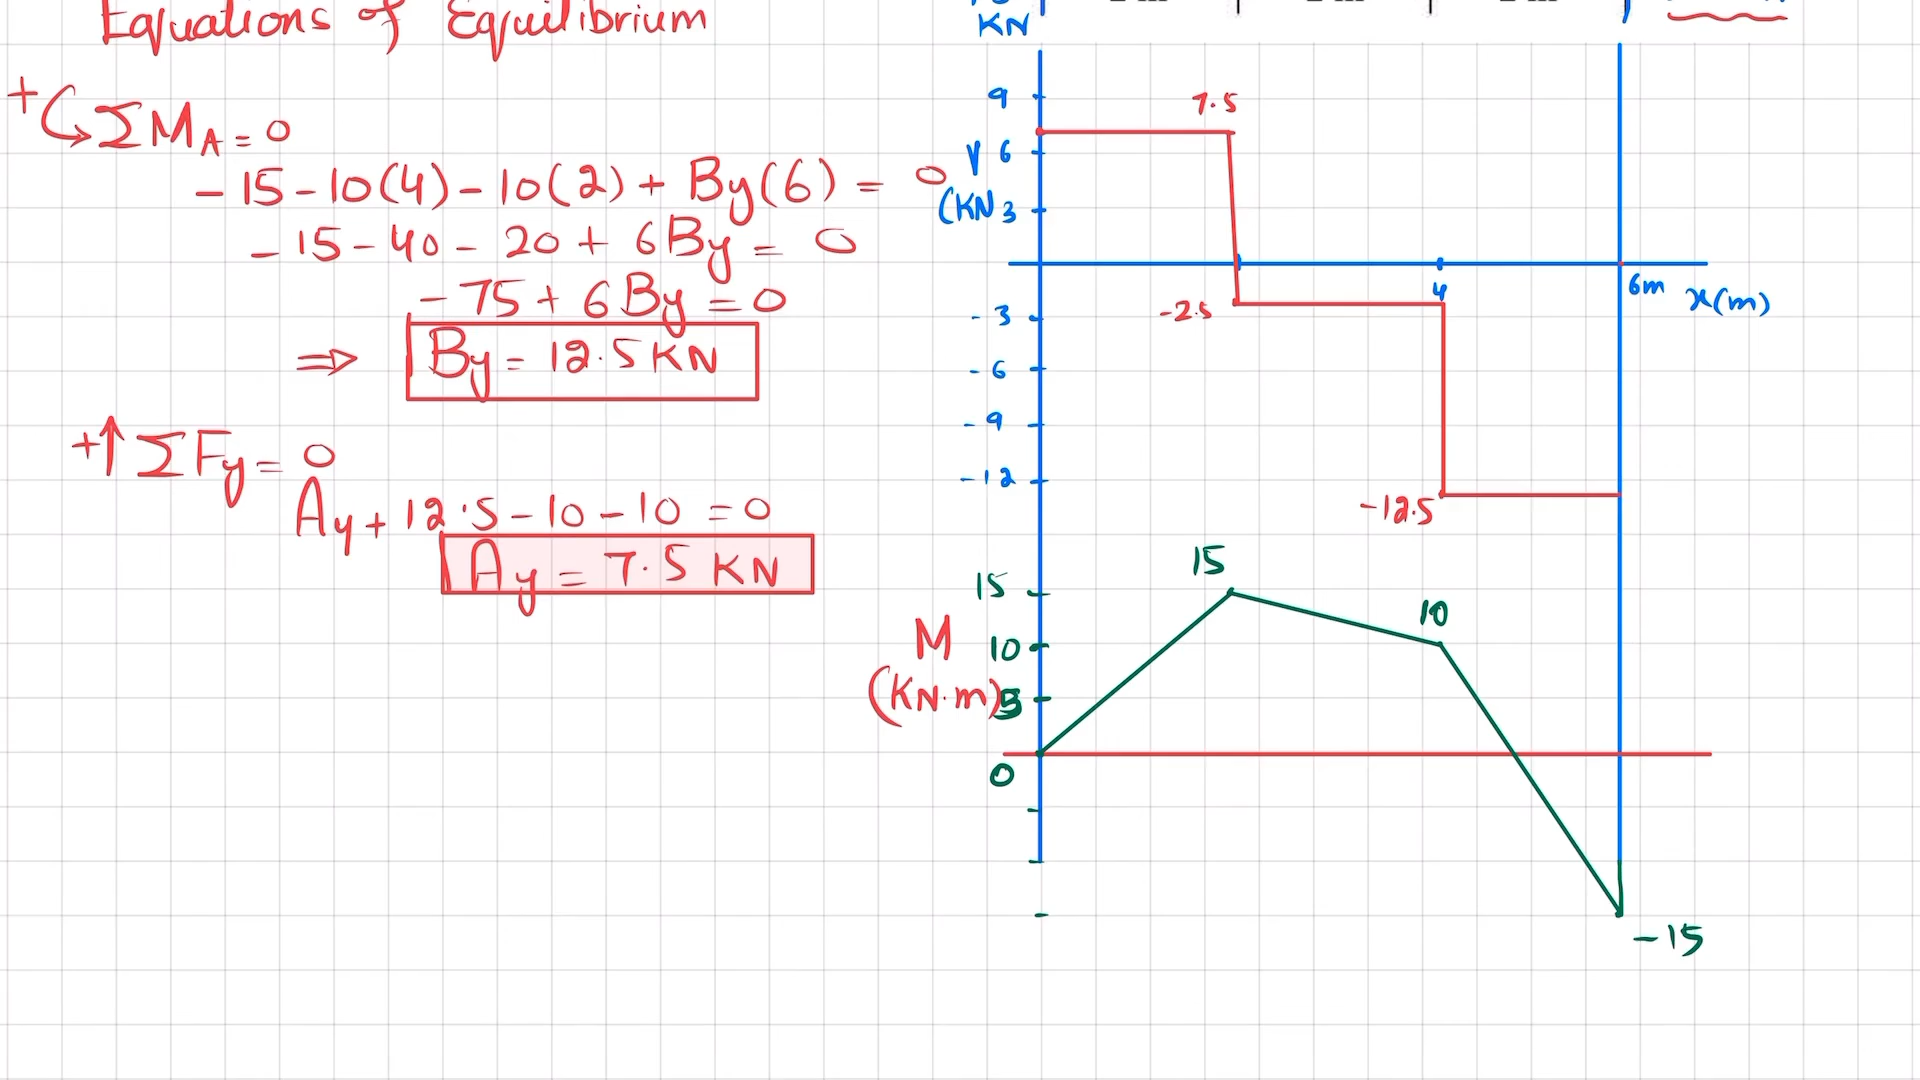 Equations of Equilibrium
+ ΣM_A = 0
- 15 - 10(4) - 10(2) + By(6) = 0
- 15 - 40 - 20 + 6By = 0
- 75 + 6By = 0
⇒ By = 12.5 KN
+↑ ΣFy = 0
Ay + 12.5 - 10 - 10 = 0
Ay = 7.5 KN
KN
9
7.5
V
6
(KN
3
-2.5
4
6m
x(m)
-3
-6
-9
-12
-12.5
15
15
10
M
10
(KN.m)
5
0
-15